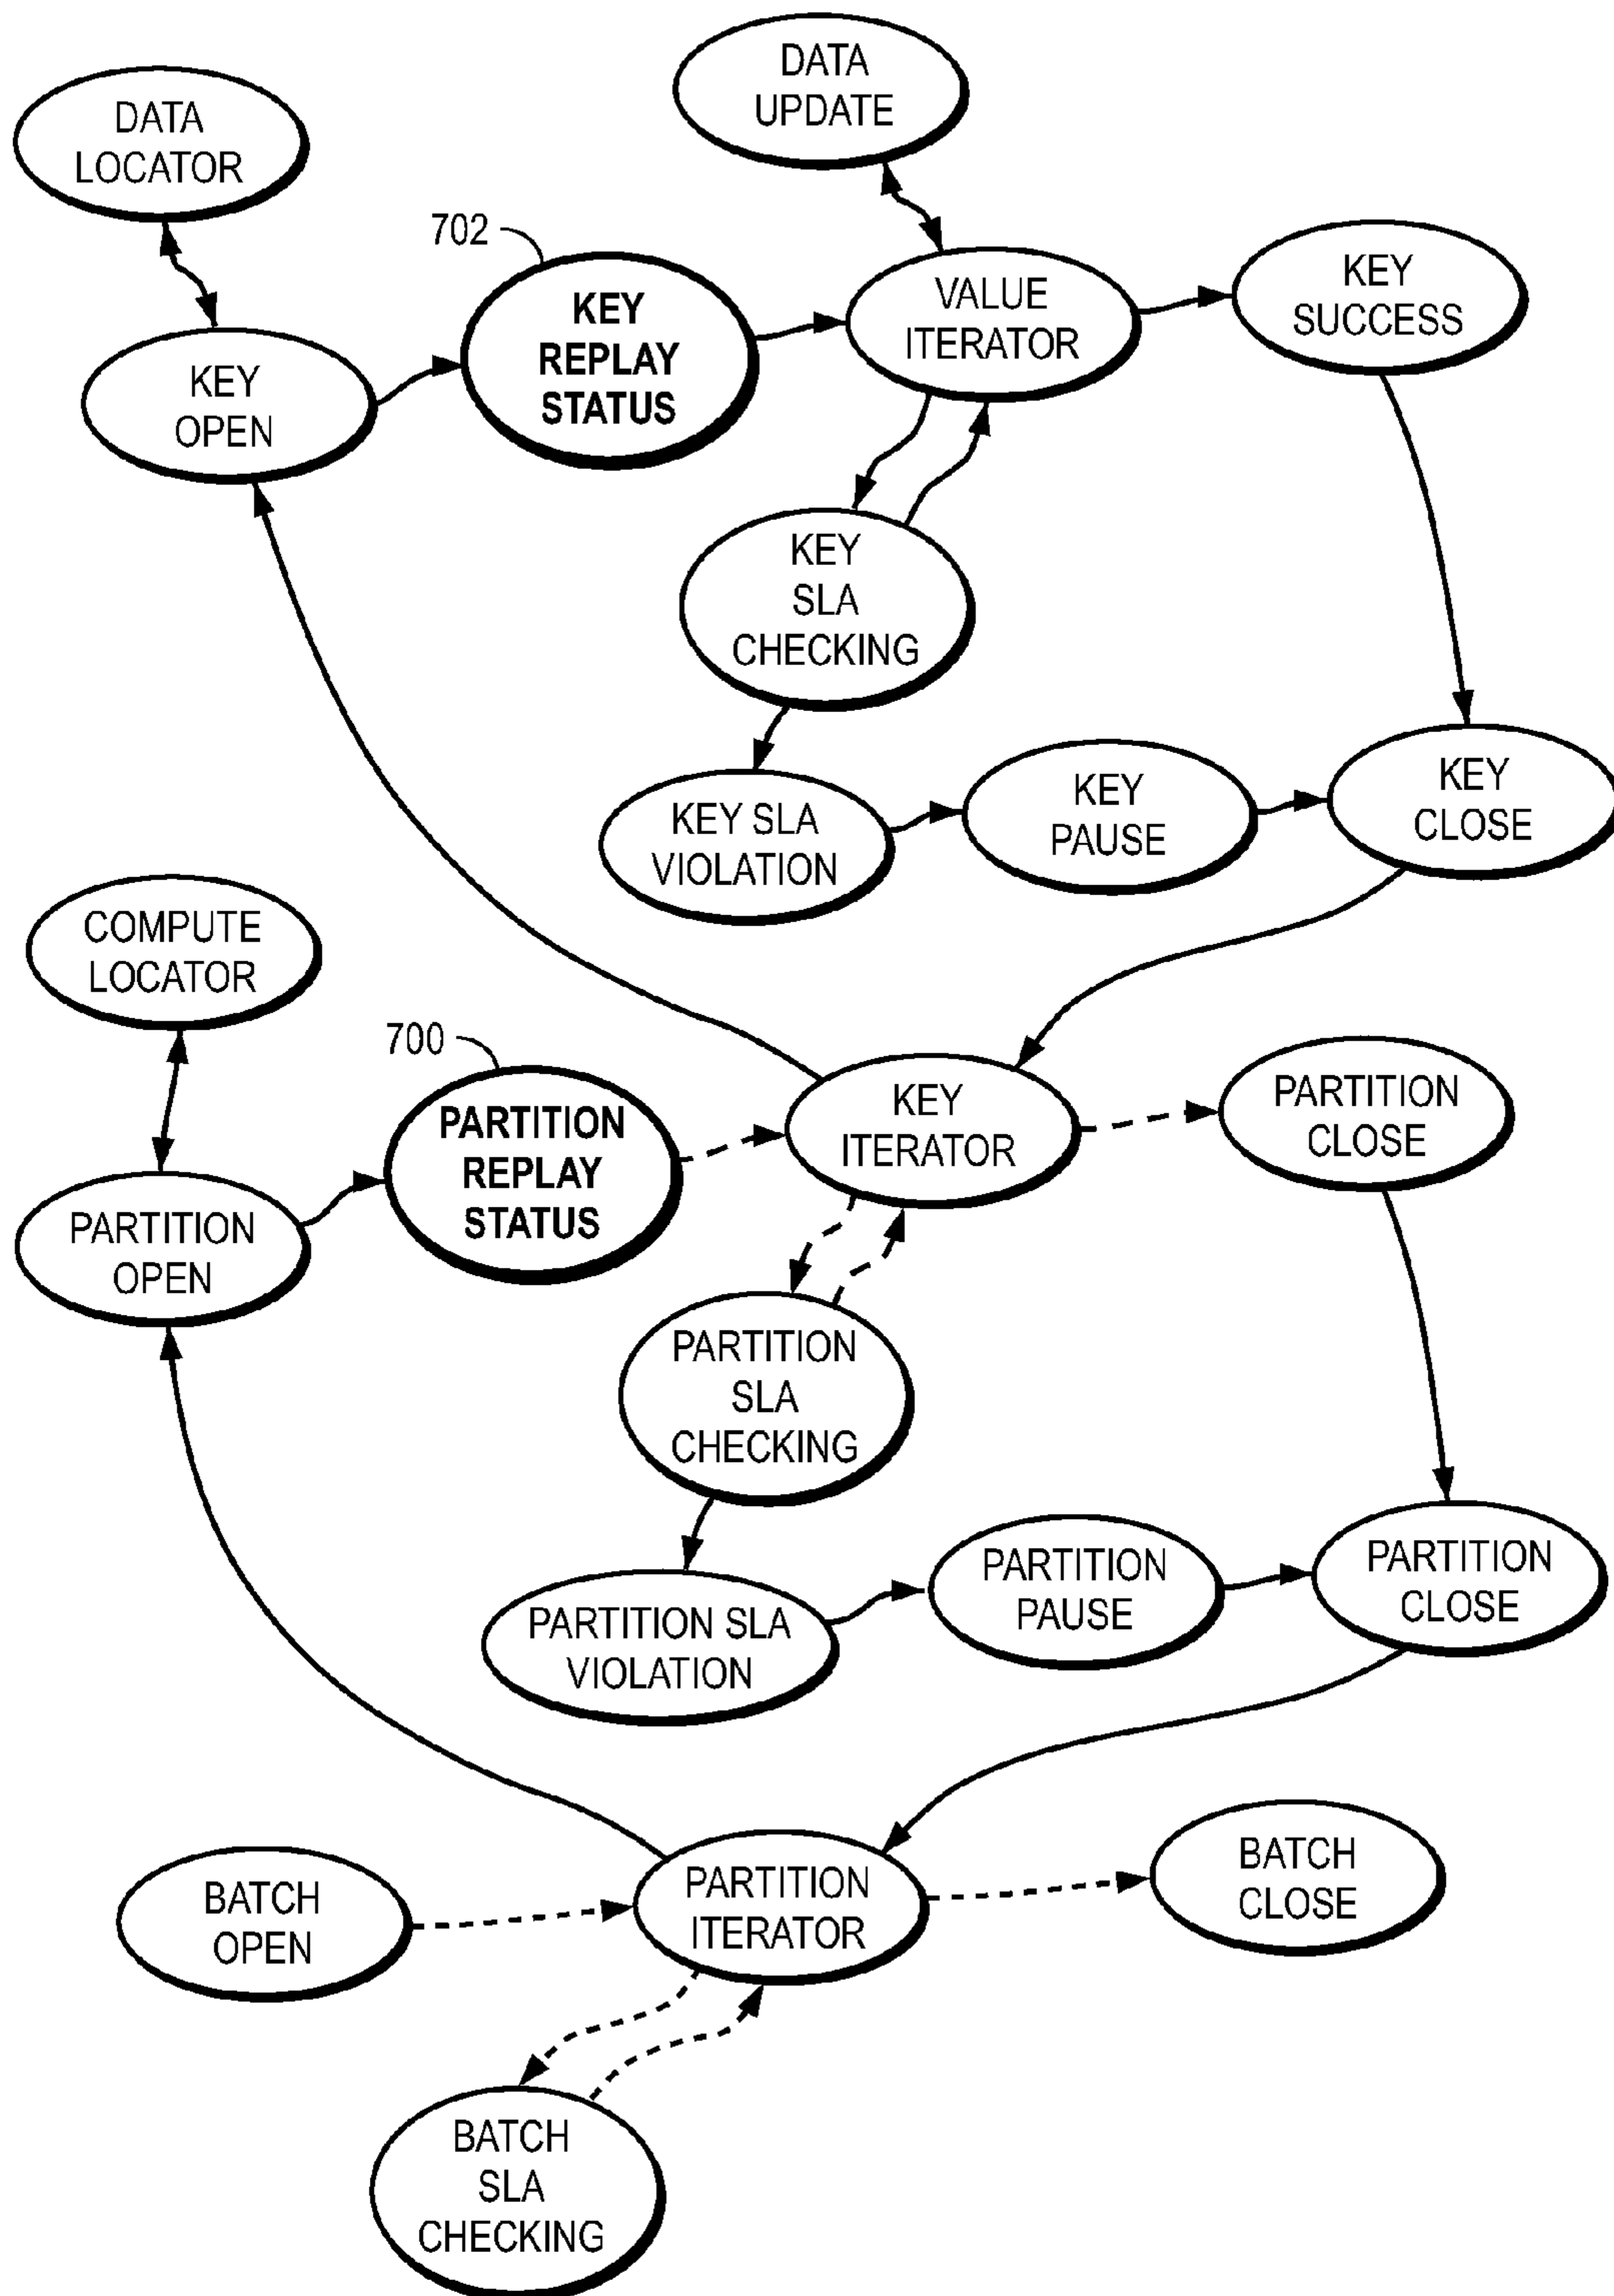 DATA
UPDATE
DATA
LOCATOR
702
KEY
REPLAY
STATUS
VALUE
ITERATOR
KEY
SUCCESS
KEY
OPEN
KEY
SLA
CHECKING
KEY SLA
VIOLATION
KEY
PAUSE
KEY
CLOSE
COMPUTE
LOCATOR
700
PARTITION
REPLAY
STATUS
KEY
ITERATOR
PARTITION
CLOSE
PARTITION
OPEN
PARTITION
SLA
CHECKING
PARTITION SLA
VIOLATION
PARTITION
PAUSE
PARTITION
CLOSE
BATCH
OPEN
PARTITION
ITERATOR
BATCH
CLOSE
BATCH
SLA
CHECKING